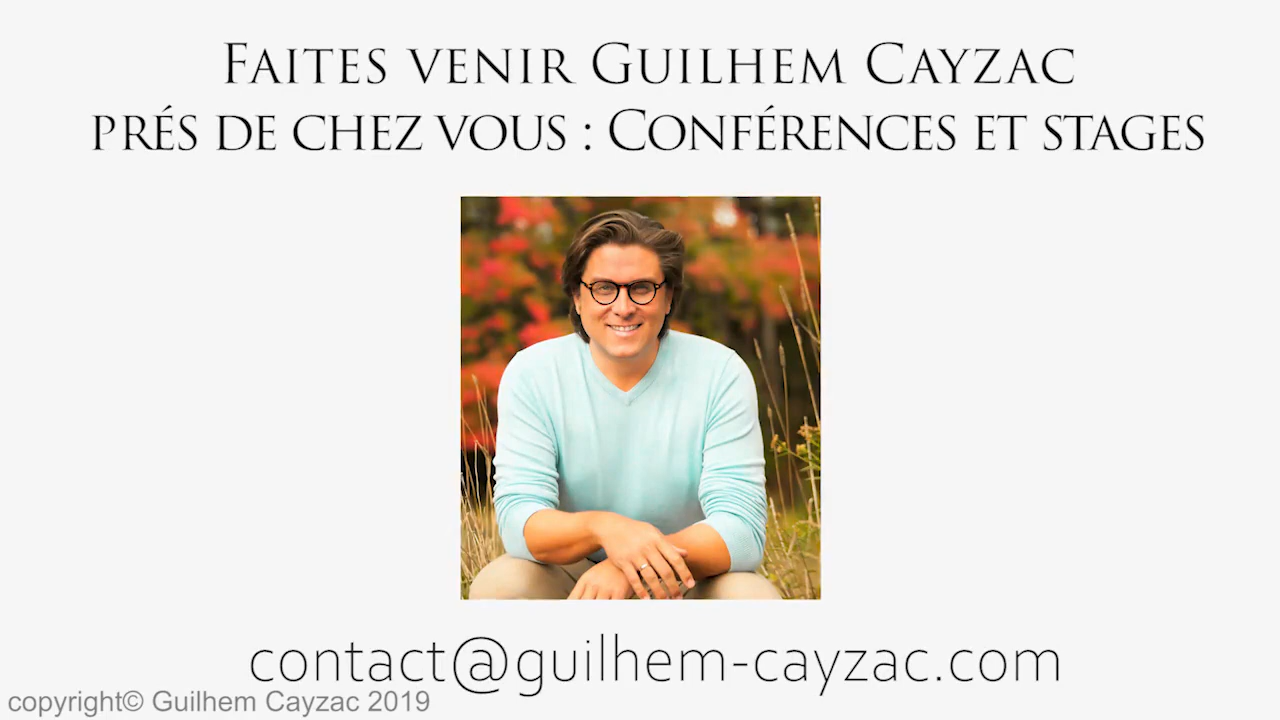 Faites venir Guilhem Cayzac
prés de chez vous : Conférences et stages
contact@guilhem-cayzac.com
copyright© Guilhem Cayzac 2019